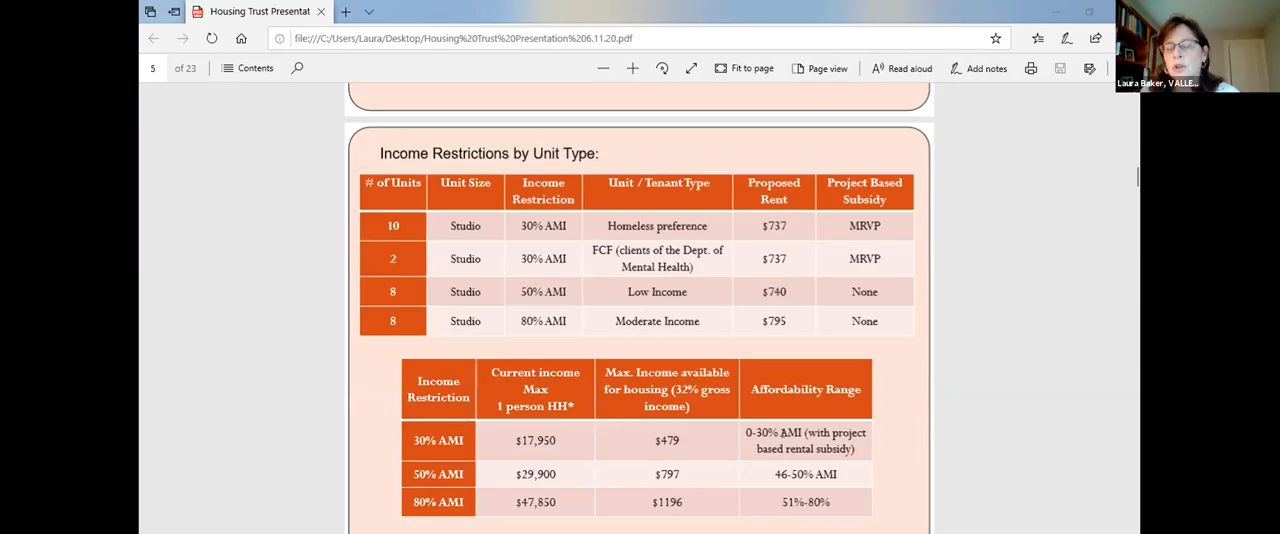 Housing Trust Presentat
file:///C:/Users/Laura/Desktop/Housing%20Trust%20Presentation%206.11.20.pdf
5 of 23 Contents Fit to page Page view Read aloud Add notes
Laura Baker, VALLE...
Income Restrictions by Unit Type:
# of Units Unit Size Income Restriction Unit / Tenant Type Proposed Rent Project Based Subsidy
10 Studio 30% AMI Homeless preference $737 MRVP
2 Studio 30% AMI FCF (clients of the Dept. of Mental Health) $737 MRVP
8 Studio 50% AMI Low Income $740 None
8 Studio 80% AMI Moderate Income $795 None
Income Restriction Current income Max 1 person HH* Max. Income available for housing (32% gross income) Affordability Range
30% AMI $17,950 $479 0-30% AMI (with project based rental subsidy)
50% AMI $29,900 $797 46-50% AMI
80% AMI $47,850 $1196 51%-80%